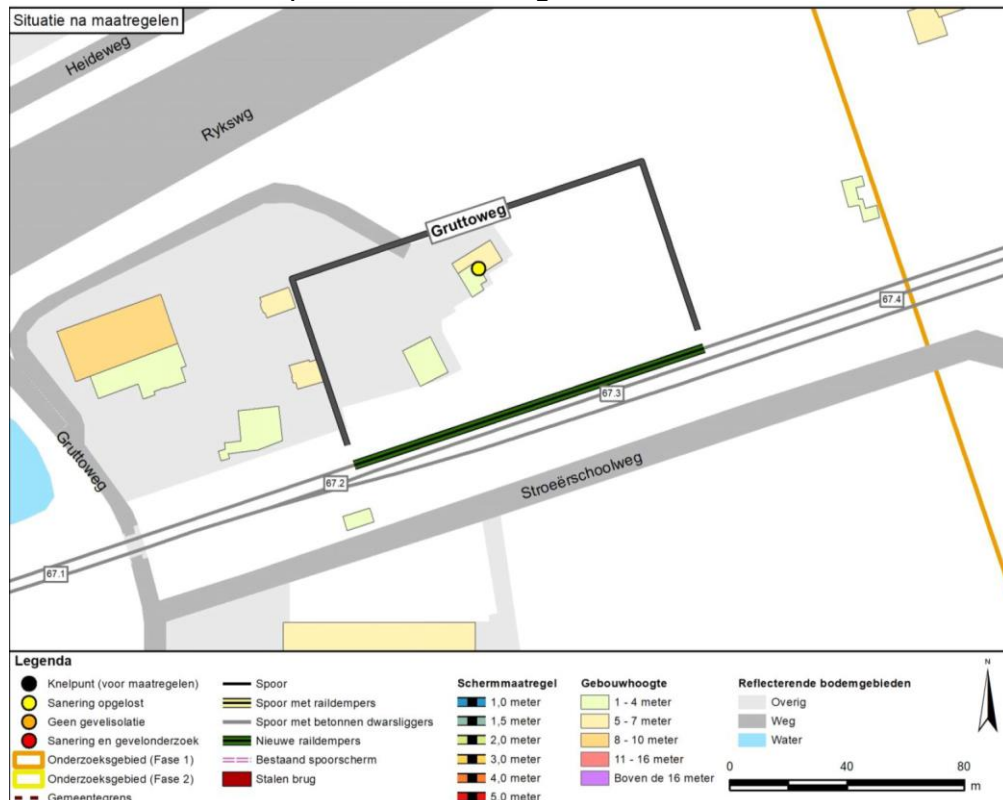 Situatie na maatregelen
Heideweg
Rykswg
Gruttoweg
67.4
67.3
67.2
Gruttoweg
Stroeërschoolweg
67.1
Legenda
Knelpunt (voor maatregelen)
Sanering opgelost
Geen gevelisolatie
Sanering en gevelonderzoek
Onderzoeksgebied (Fase 1)
Onderzoeksgebied (Fase 2)
Gemeentegrens
Spoor
Spoor met raildempers
Spoor met betonnen dwarsliggers
Nieuwe raildempers
Bestaand spoorscherm
Stalen brug
Schermmaatregel
1,0 meter
1,5 meter
2,0 meter
3,0 meter
4,0 meter
5,0 meter
Gebouwhoogte
1 - 4 meter
5 - 7 meter
8 - 10 meter
11 - 16 meter
Boven de 16 meter
Reflecterende bodemgebieden
Overig
Weg
Water
N
0 40 80
m